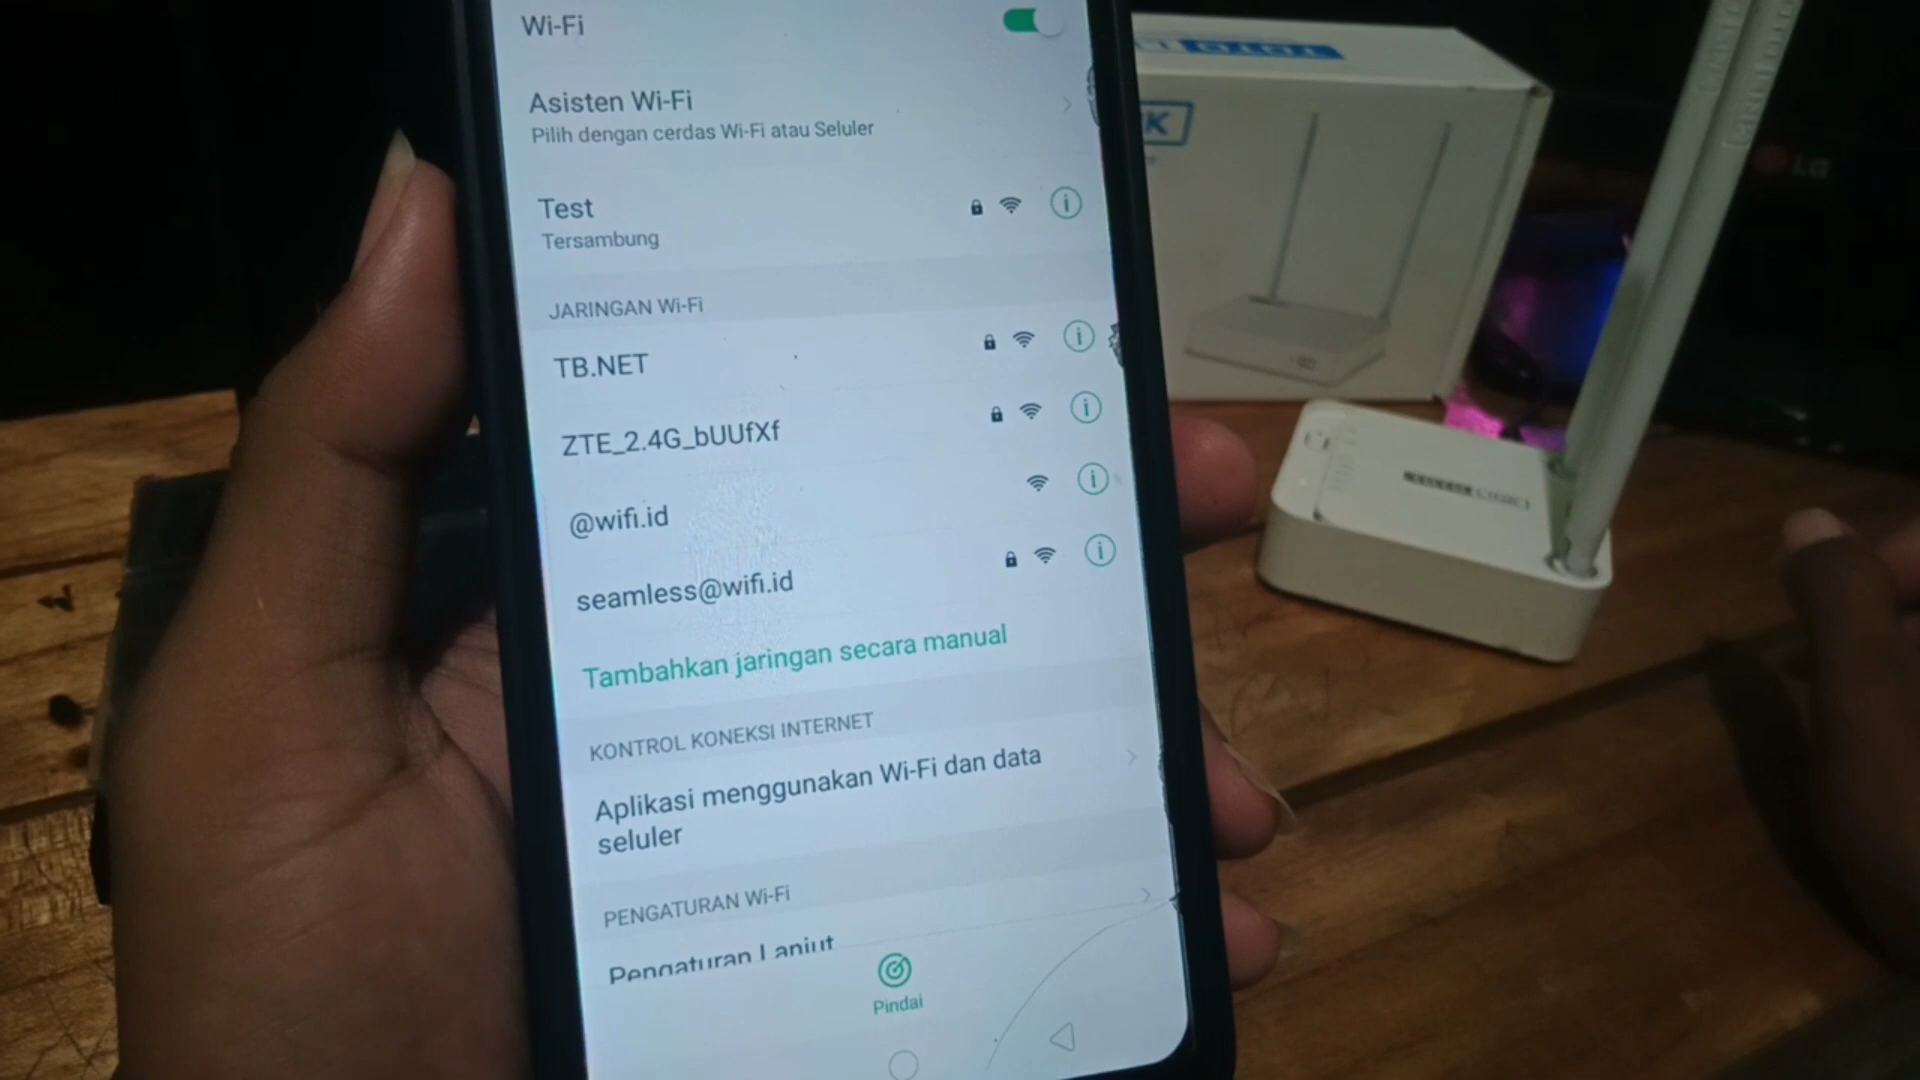 Wi-Fi
Asisten Wi-Fi
Pilih dengan cerdas Wi-Fi atau Seluler
Test
Tersambung
JARINGAN Wi-Fi
TB.NET
ZTE_2.4G_bUUfXf
@wifi.id
seamless@wifi.id
Tambahkan jaringan secara manual
KONTROL KONEKSI INTERNET
Aplikasi menggunakan Wi-Fi dan data
seluler
PENGATURAN Wi-Fi
Pengaturan Lanjut
Pindai
LG